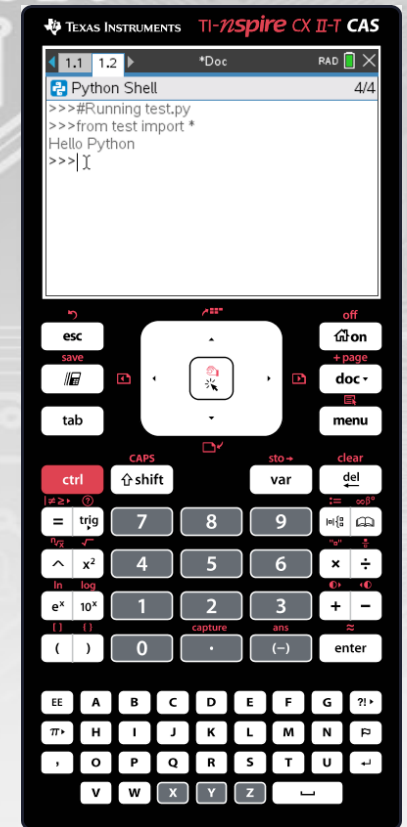 TEXAS INSTRUMENTS TI-nspire CX II-T CAS
1.1 1.2 *Doc RAD
Python Shell 4/4
>>>#Running test.py
>>>from test import *
Hello Python
>>>
off
esc on
save + page
doc
tab menu
CAPS sto→ clear
ctrl shift var del
|≠≥▸ ? := ∞β°
= trig 7 8 9
ⁿ√x √ "▫"
^ x² 4 5 6 × ÷
ln log
eˣ 10ˣ 1 2 3 + −
[ ] { } capture ans ≈
( ) 0 . (−) enter
EE A B C D E F G ?!▸
π▸ H I J K L M N
, O P Q R S T U ↵
V W X Y Z